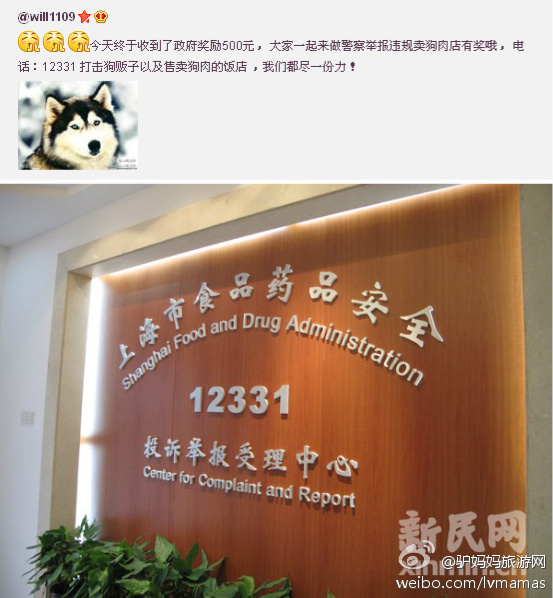 @will1109
今天终于收到了政府奖励500元，大家一起来做警察举报违规卖狗肉店有奖哦，电
话：12331 打击狗贩子以及售卖狗肉的饭店 ，我们都尽一份力！
上海市食品药品安全
Shanghai Food and Drug Administration
12331
投诉举报受理中心
Center for Complaint and Report
新民网
xinmin.cn
@驴妈妈旅游网
weibo.com/lvmamas